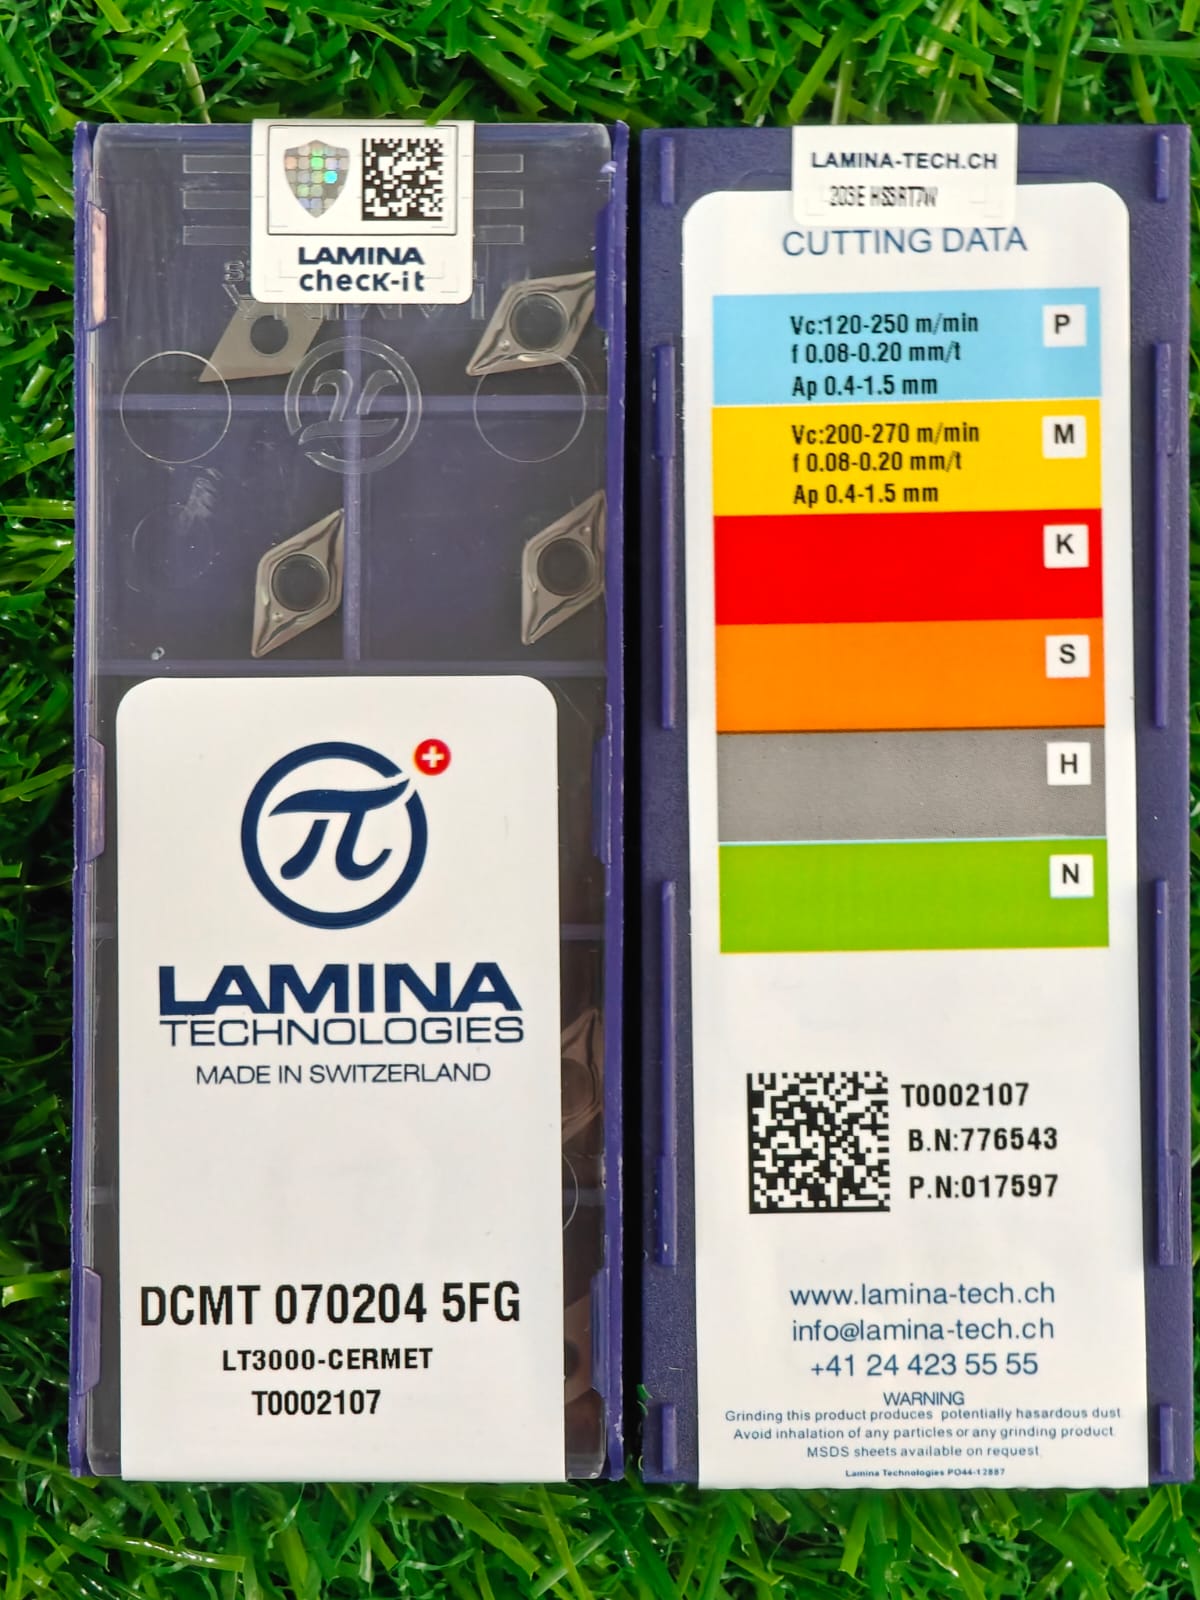 LAMINA
check-it
LAMINA
TECHNOLOGIES
MADE IN SWITZERLAND
DCMT 070204 5FG
LT3000-CERMET
T0002107
LAMINA-TECH.CH
CUTTING DATA
Vc:120-250 m/min
P
f 0.08-0.20 mm/t
Ap 0.4-1.5 mm
Vc:200-270 m/min
M
f 0.08-0.20 mm/t
Ap 0.4-1.5 mm
K
S
H
N
T0002107
B.N:776543
P.N:017597
www.lamina-tech.ch
info@lamina-tech.ch
+41 24 423 55 55
WARNING
Grinding this product produces potentially hasardous dust
Avoid inhalation of any particles or any grinding product.
MSDS sheets available on request
Lamina Technologies PO44-12887